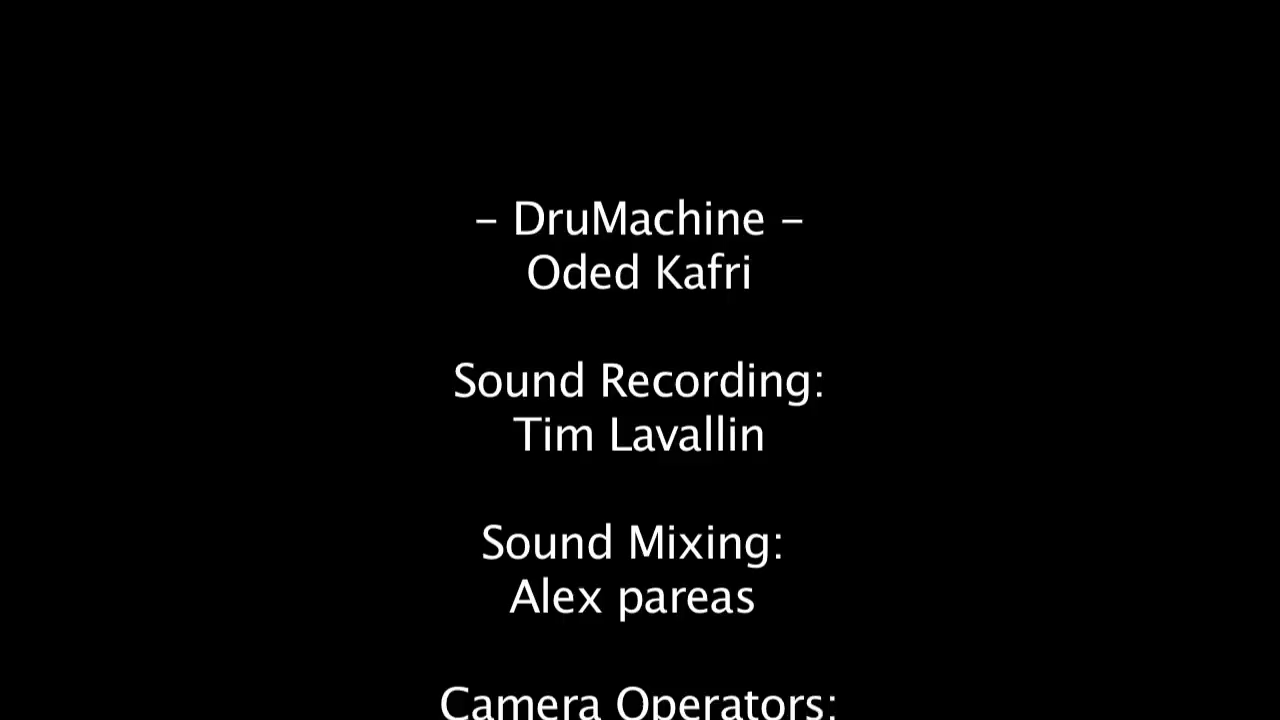 – DruMachine –
Oded Kafri
Sound Recording:
Tim Lavallin
Sound Mixing:
Alex pareas
Camera Operators: